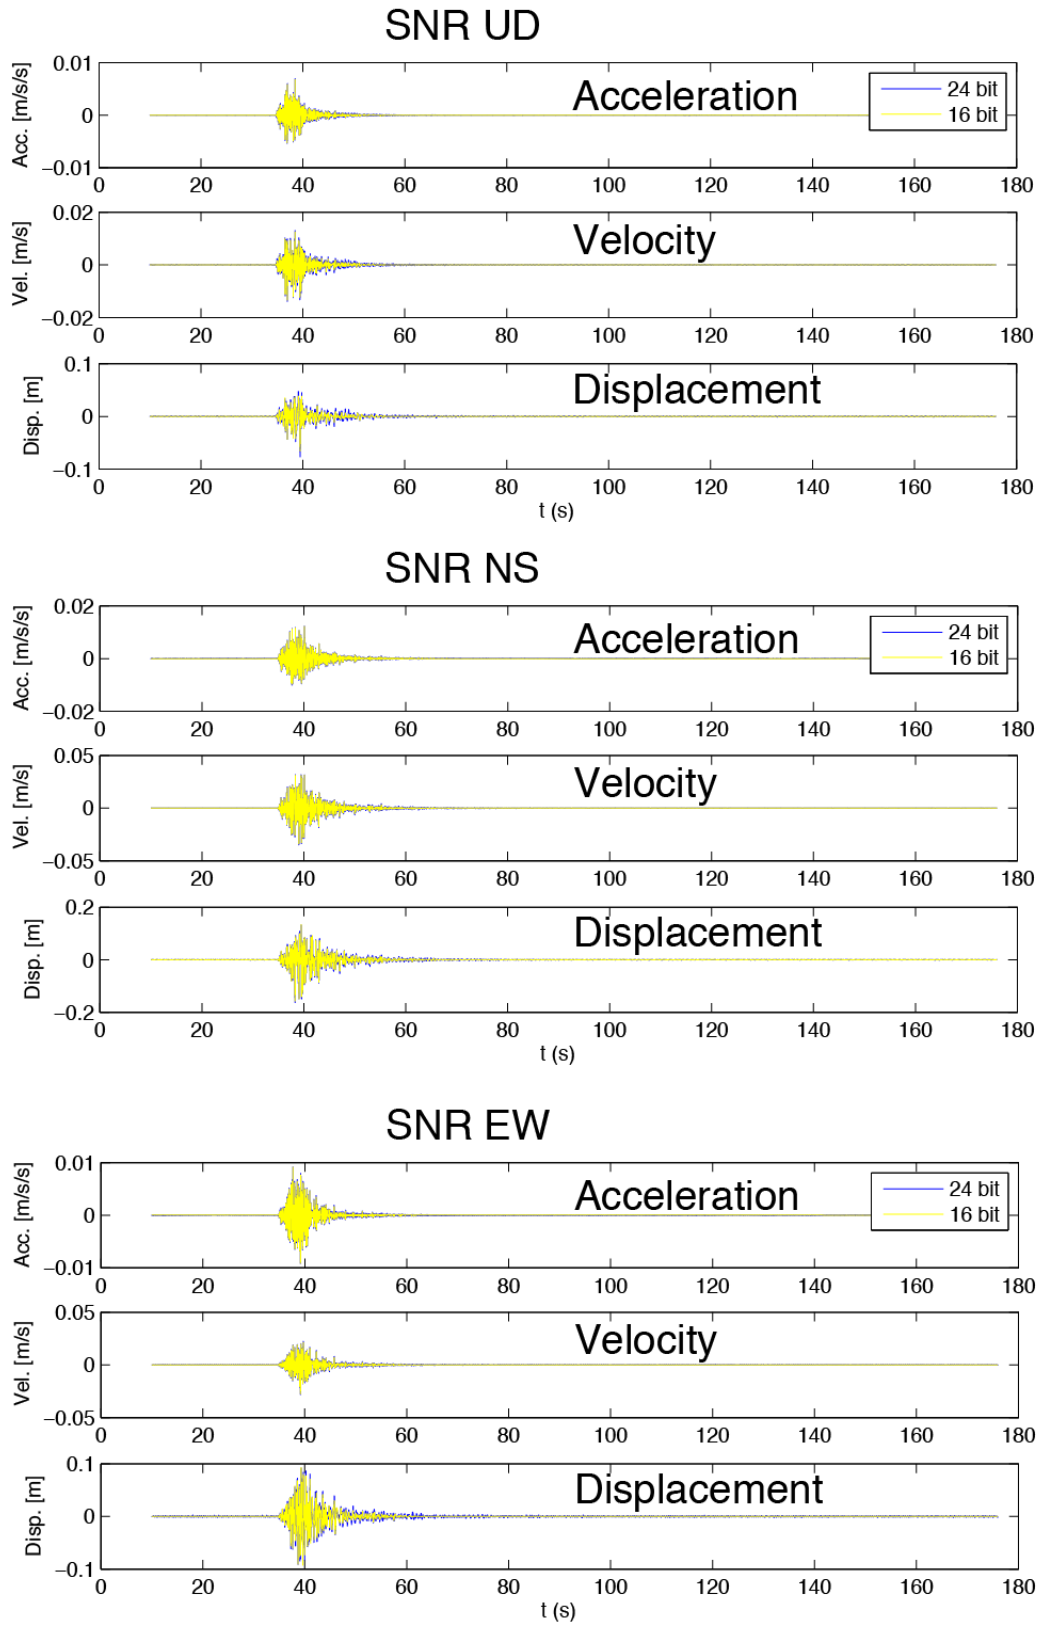 SNR UD
Acc. [m/s/s]
0.01
0
−0.01
Acceleration
24 bit
16 bit
0 20 40 60 80 100 120 140 160 180
Vel. [m/s]
0.02
0
−0.02
Velocity
0 20 40 60 80 100 120 140 160 180
Disp. [m]
0.1
0
−0.1
Displacement
0 20 40 60 80 100 120 140 160 180
t (s)
SNR NS
Acc. [m/s/s]
0.02
0
−0.02
Acceleration
24 bit
16 bit
0 20 40 60 80 100 120 140 160 180
Vel. [m/s]
0.05
0
−0.05
Velocity
0 20 40 60 80 100 120 140 160 180
Disp. [m]
0.2
0
−0.2
Displacement
0 20 40 60 80 100 120 140 160 180
t (s)
SNR EW
Acc. [m/s/s]
0.01
0
−0.01
Acceleration
24 bit
16 bit
0 20 40 60 80 100 120 140 160 180
Vel. [m/s]
0.05
0
−0.05
Velocity
0 20 40 60 80 100 120 140 160 180
Disp. [m]
0.1
0
−0.1
Displacement
0 20 40 60 80 100 120 140 160 180
t (s)